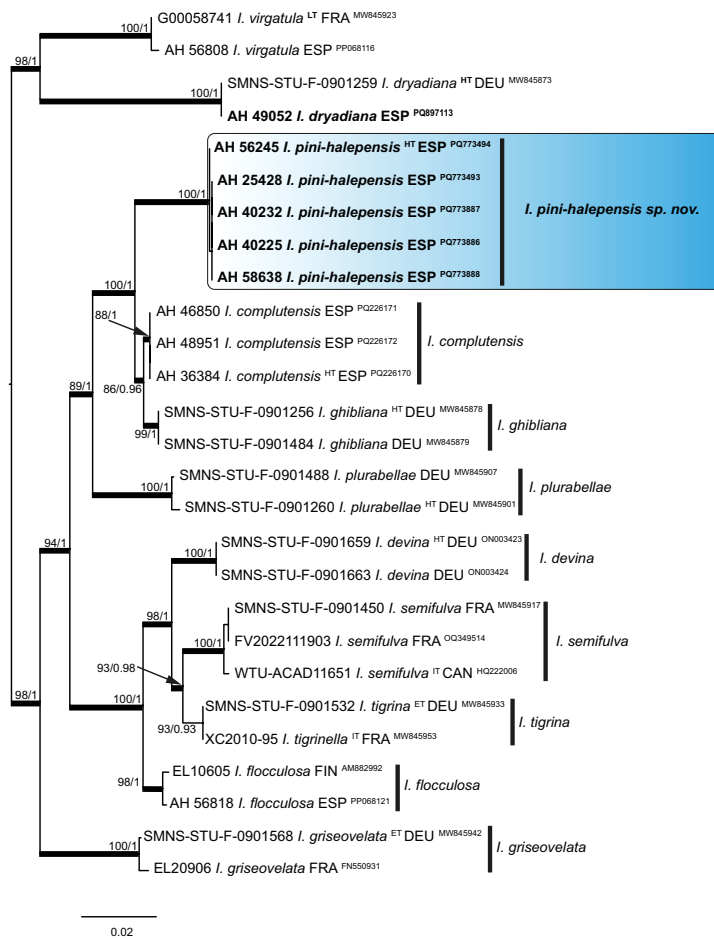 G00058741 I. virgatula LT FRA MW845923
100/1
AH 56808 I. virgatula ESP PP068116
98/1
SMNS-STU-F-0901259 I. dryadiana HT DEU MW845873
100/1
AH 49052 I. dryadiana ESP PQ897113
AH 56245 I. pini-halepensis HT ESP PQ773494
AH 25428 I. pini-halepensis ESP PQ773493
100/1
AH 40232 I. pini-halepensis ESP PQ773887
I. pini-halepensis sp. nov.
AH 40225 I. pini-halepensis ESP PQ773886
AH 58638 I. pini-halepensis ESP PQ773888
100/1
AH 46850 I. complutensis ESP PQ226171
88/1
AH 48951 I. complutensis ESP PQ226172
I. complutensis
AH 36384 I. complutensis HT ESP PQ226170
86/0.96
89/1
SMNS-STU-F-0901256 I. ghibliana HT DEU MW845878
I. ghibliana
99/1
SMNS-STU-F-0901484 I. ghibliana DEU MW845879
SMNS-STU-F-0901488 I. plurabellae DEU MW845907
100/1
I. plurabellae
SMNS-STU-F-0901260 I. plurabellae HT DEU MW845901
94/1
SMNS-STU-F-0901659 I. devina HT DEU ON003423
100/1
I. devina
SMNS-STU-F-0901663 I. devina DEU ON003424
98/1
SMNS-STU-F-0901450 I. semifulva FRA MW845917
100/1
FV2022111903 I. semifulva FRA OQ349514
I. semifulva
93/0.98
WTU-ACAD11651 I. semifulva IT CAN HQ222006
98/1
100/1
SMNS-STU-F-0901532 I. tigrina ET DEU MW845933
I. tigrina
93/0.93
XC2010-95 I. tigrinella IT FRA MW845953
EL10605 I. flocculosa FIN AM882992
98/1
I. flocculosa
AH 56818 I. flocculosa ESP PP068121
SMNS-STU-F-0901568 I. griseovelata ET DEU MW845942
100/1
I. griseovelata
EL20906 I. griseovelata FRA FN550931
0.02